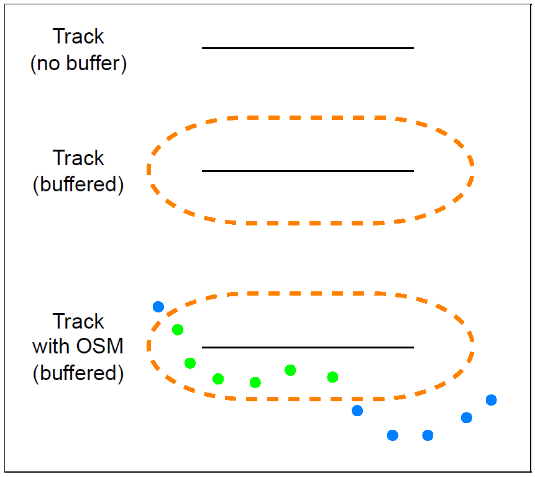 Track
(no buffer)
Track
(buffered)
Track
with OSM
(buffered)